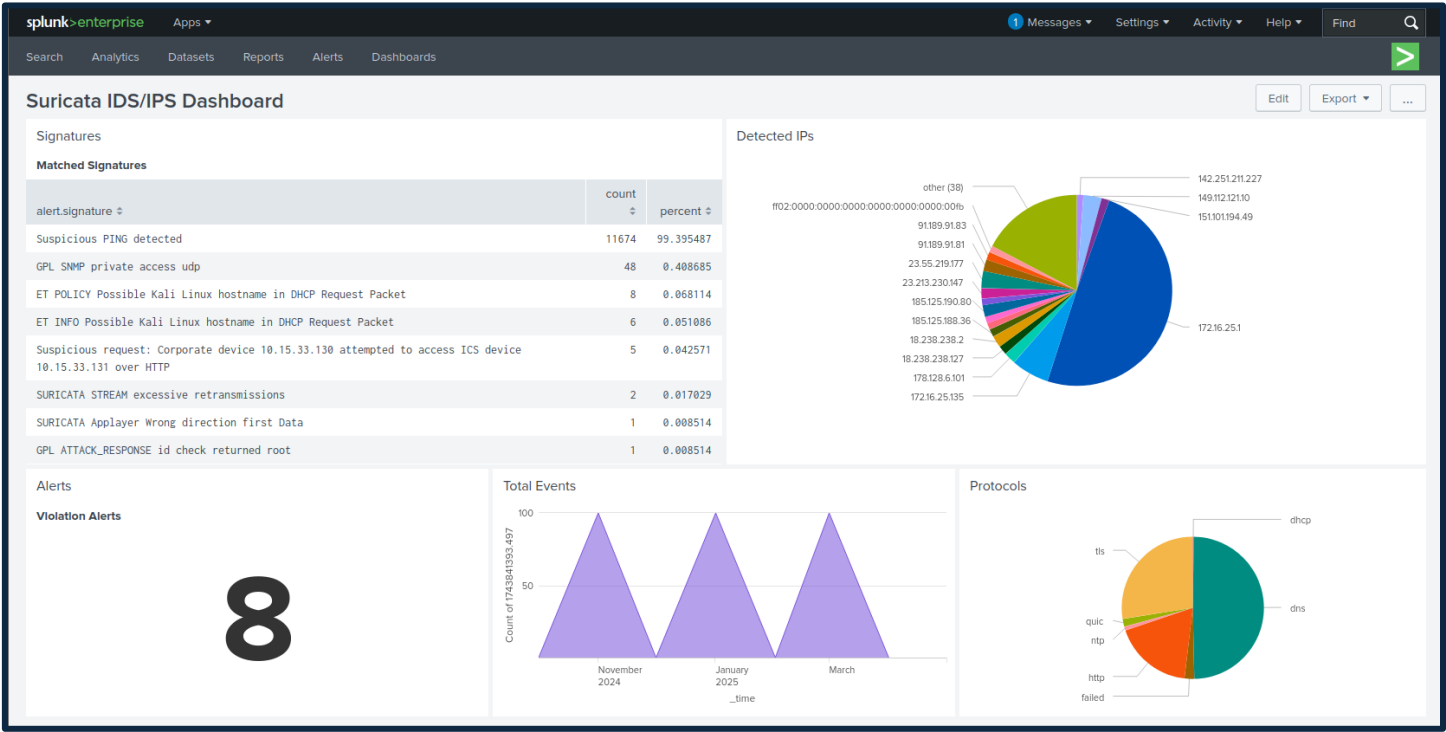 splunk>enterprise Apps 1 Messages Settings Activity Help Find
Search Analytics Datasets Reports Alerts Dashboards >
Suricata IDS/IPS Dashboard Edit Export ...
Signatures
Matched Signatures
alert.signature count percent
Suspicious PING detected 11674 99.395487
GPL SNMP private access udp 48 0.408685
ET POLICY Possible Kali Linux hostname in DHCP Request Packet 8 0.068114
ET INFO Possible Kali Linux hostname in DHCP Request Packet 6 0.051086
Suspicious request: Corporate device 10.15.33.130 attempted to access ICS device 5 0.042571
10.15.33.131 over HTTP
SURICATA STREAM excessive retransmissions 2 0.017029
SURICATA Applayer Wrong direction first Data 1 0.008514
GPL ATTACK_RESPONSE id check returned root 1 0.008514
Detected IPs
other (38)
ff02:0000:0000:0000:0000:0000:0000:00fb
91.189.91.83
91.189.91.81
23.55.219.177
23.213.230.147
185.125.190.80
185.125.188.36
18.238.238.2
18.238.238.127
178.128.6.101
172.16.25.135
142.251.211.227
149.112.121.10
151.101.194.49
172.16.25.1
Alerts
Violation Alerts
8
Total Events
Count of 1743841393.497
100
50
November
2024
January
2025
March
_time
Protocols
tls
quic
ntp
http
failed
dhcp
dns